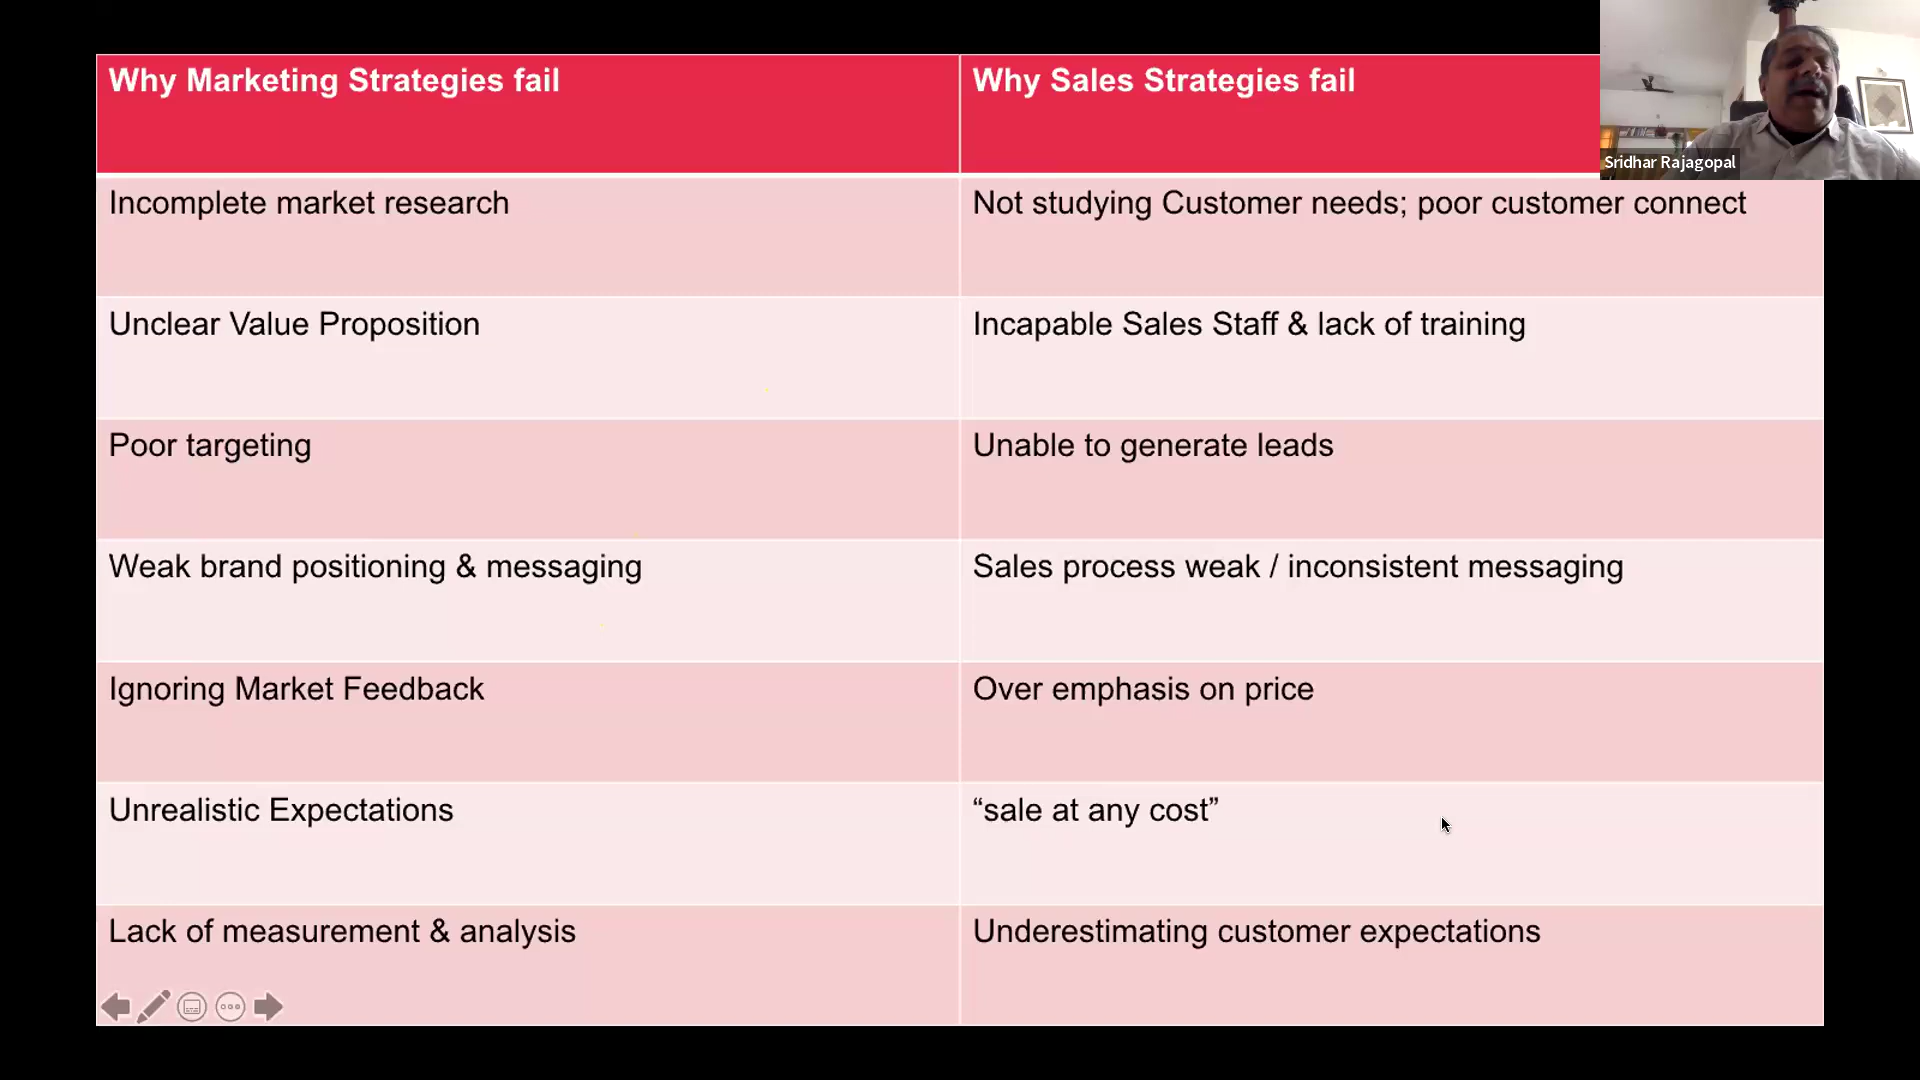 Why Marketing Strategies fail
Why Sales Strategies fail
Sridhar Rajagopal
Incomplete market research
Not studying Customer needs; poor customer connect
Unclear Value Proposition
Incapable Sales Staff & lack of training
Poor targeting
Unable to generate leads
Weak brand positioning & messaging
Sales process weak / inconsistent messaging
Ignoring Market Feedback
Over emphasis on price
Unrealistic Expectations
“sale at any cost”
Lack of measurement & analysis
Underestimating customer expectations